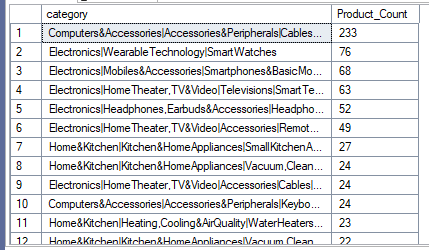 category Product_Count
1 Computers&Accessories|Accessories&Peripherals|Cables... 233
2 Electronics|WearableTechnology|SmartWatches 76
3 Electronics|Mobiles&Accessories|Smartphones&BasicMo... 68
4 Electronics|HomeTheater,TV&Video|Televisions|SmartTe... 63
5 Electronics|Headphones,Earbuds&Accessories|Headpho... 52
6 Electronics|HomeTheater,TV&Video|Accessories|Remot... 49
7 Home&Kitchen|Kitchen&HomeAppliances|SmallKitchenA... 27
8 Home&Kitchen|Kitchen&HomeAppliances|Vacuum,Clean... 24
9 Electronics|HomeTheater,TV&Video|Accessories|Cables|... 24
10 Computers&Accessories|Accessories&Peripherals|Keybo... 24
11 Home&Kitchen|Heating,Cooling&AirQuality|WaterHeaters... 23
12 Home&Kitchen|Kitchen&HomeAppliances|Vacuum,Clean... 22